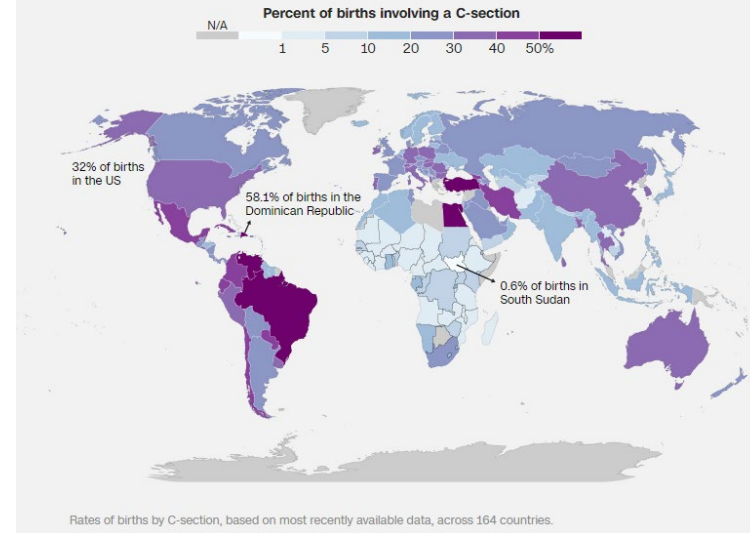 Percent of births involving a C-section
N/A
1 5 10 20 30 40 50%
32% of births
in the US
58.1% of births in the
Dominican Republic
0.6% of births in
South Sudan
Rates of births by C-section, based on most recently available data, across 164 countries.